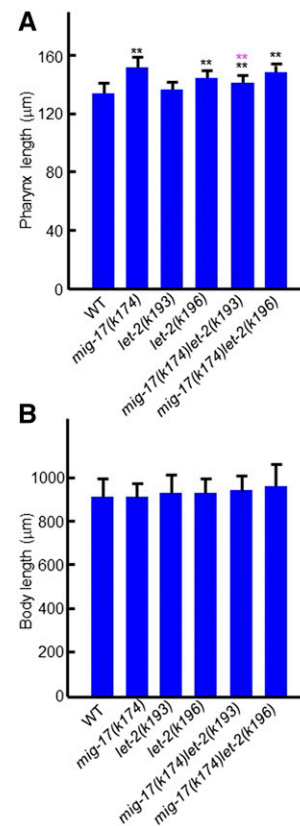 A
160
120
80
40
0
Pharynx length (μm)
**
**
**
**
**
WT
mig-17(k174)
let-2(k193)
let-2(k196)
mig-17(k174)let-2(k193)
mig-17(k174)let-2(k196)
B
1000
800
600
400
200
0
Body length (μm)
WT
mig-17(k174)
let-2(k193)
let-2(k196)
mig-17(k174)let-2(k193)
mig-17(k174)let-2(k196)